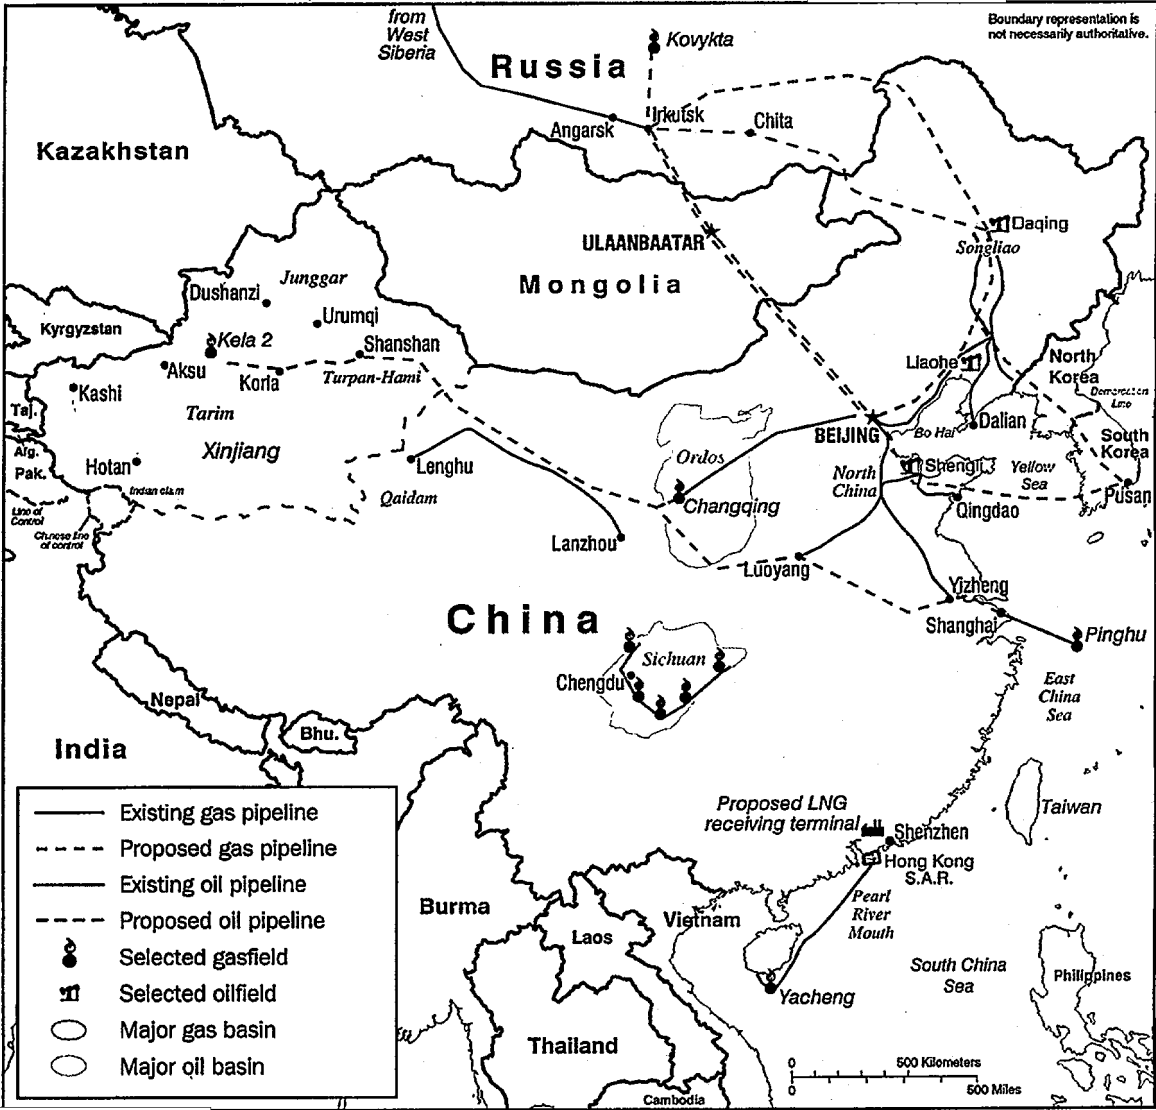 from
West
Siberia
Boundary representation is
not necessarily authoritative.
Kovykta
Russia
Irkutsk
Angarsk
Chita
Kazakhstan
ULAANBAATAR
Daqing
Songliao
Mongolia
Junggar
Dushanzi
Urumqi
Kyrgyzstan
Kela 2
Shanshan
Aksu
Korla
Turpan-Hami
Liaohe
North
Korea
Demarcation
Line
Kashi
Taj.
Tarim
Xinjiang
BEIJING
Bo Hai
Dalian
South
Korea
Afg.
Pak.
Hotan
Lenghu
Ordos
Shengli
Yellow
Sea
Indian claim
Qaidam
North
China
Changqing
Pusan
Line of
Control
Chinese line
of control
Qingdao
Lanzhou
Luoyang
Yizheng
China
Shanghai
Pinghu
Sichuan
Chengdu
East
China
Sea
Nepal
Bhu.
India
Existing gas pipeline
Proposed gas pipeline
Existing oil pipeline
Proposed oil pipeline
Selected gasfield
Selected oilfield
Major gas basin
Major oil basin
Proposed LNG
receiving terminal
Shenzhen
Hong Kong
S.A.R.
Taiwan
Burma
Vietnam
Laos
Pearl
River
Mouth
South China
Sea
Philippines
Yacheng
Thailand
Cambodia
0
500 Kilometers
0
500 Miles